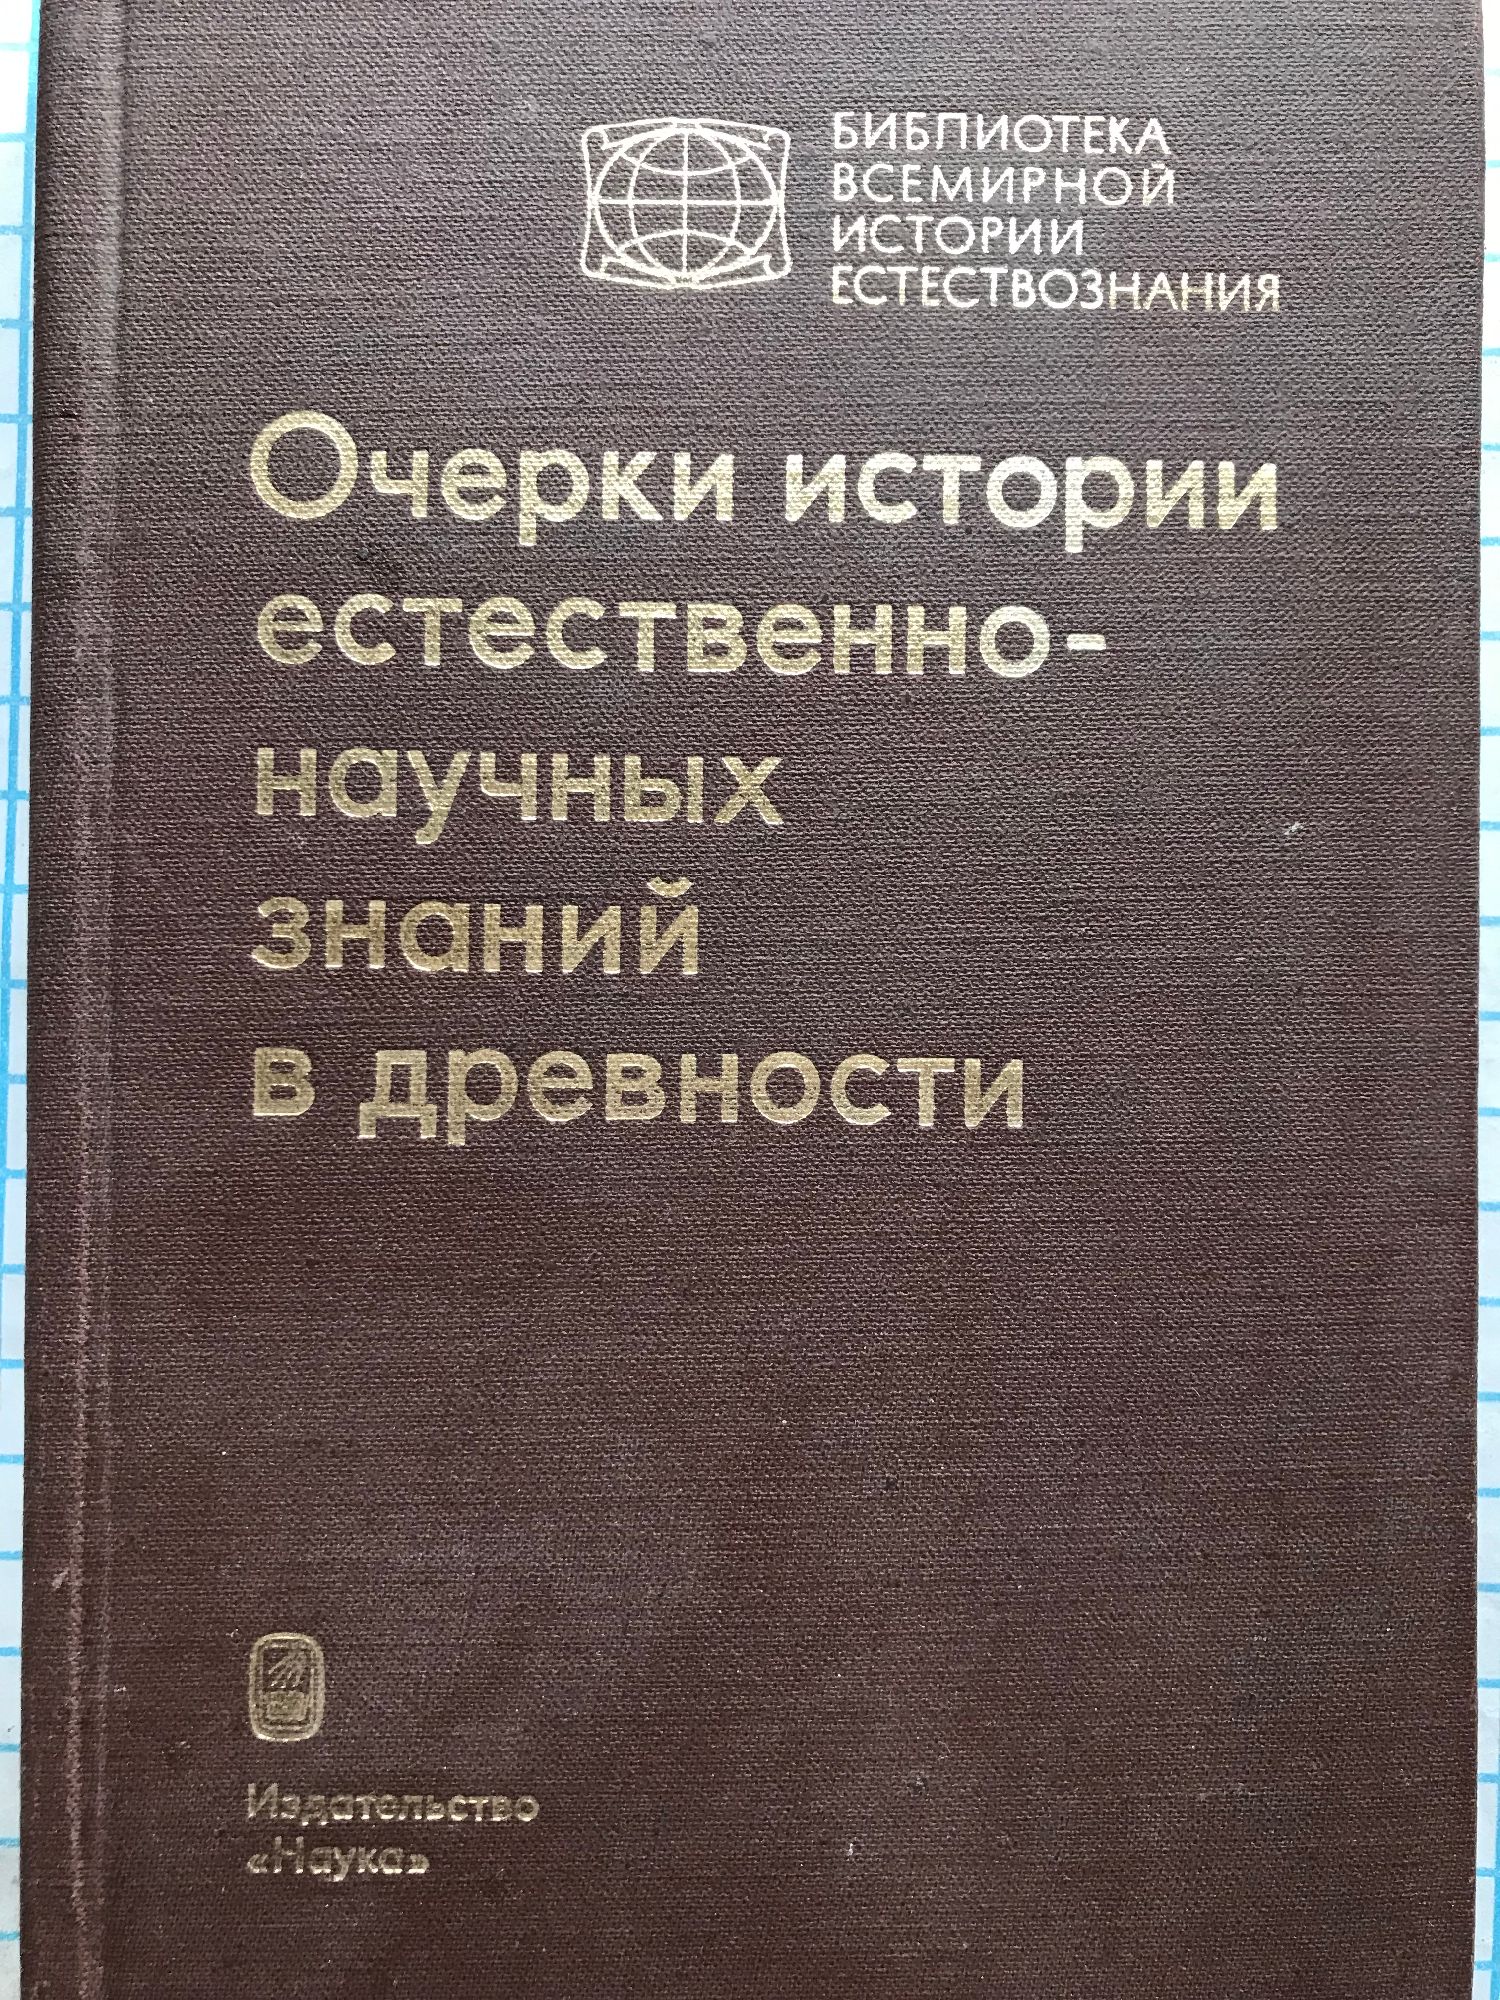 БИБЛИОТЕКА
ВСЕМИРНОЙ
ИСТОРИИ
ЕСТЕСТВОЗНАНИЯ
Очерки истории
естественно-
научных
знаний
в древности
Издательство
«Наука»